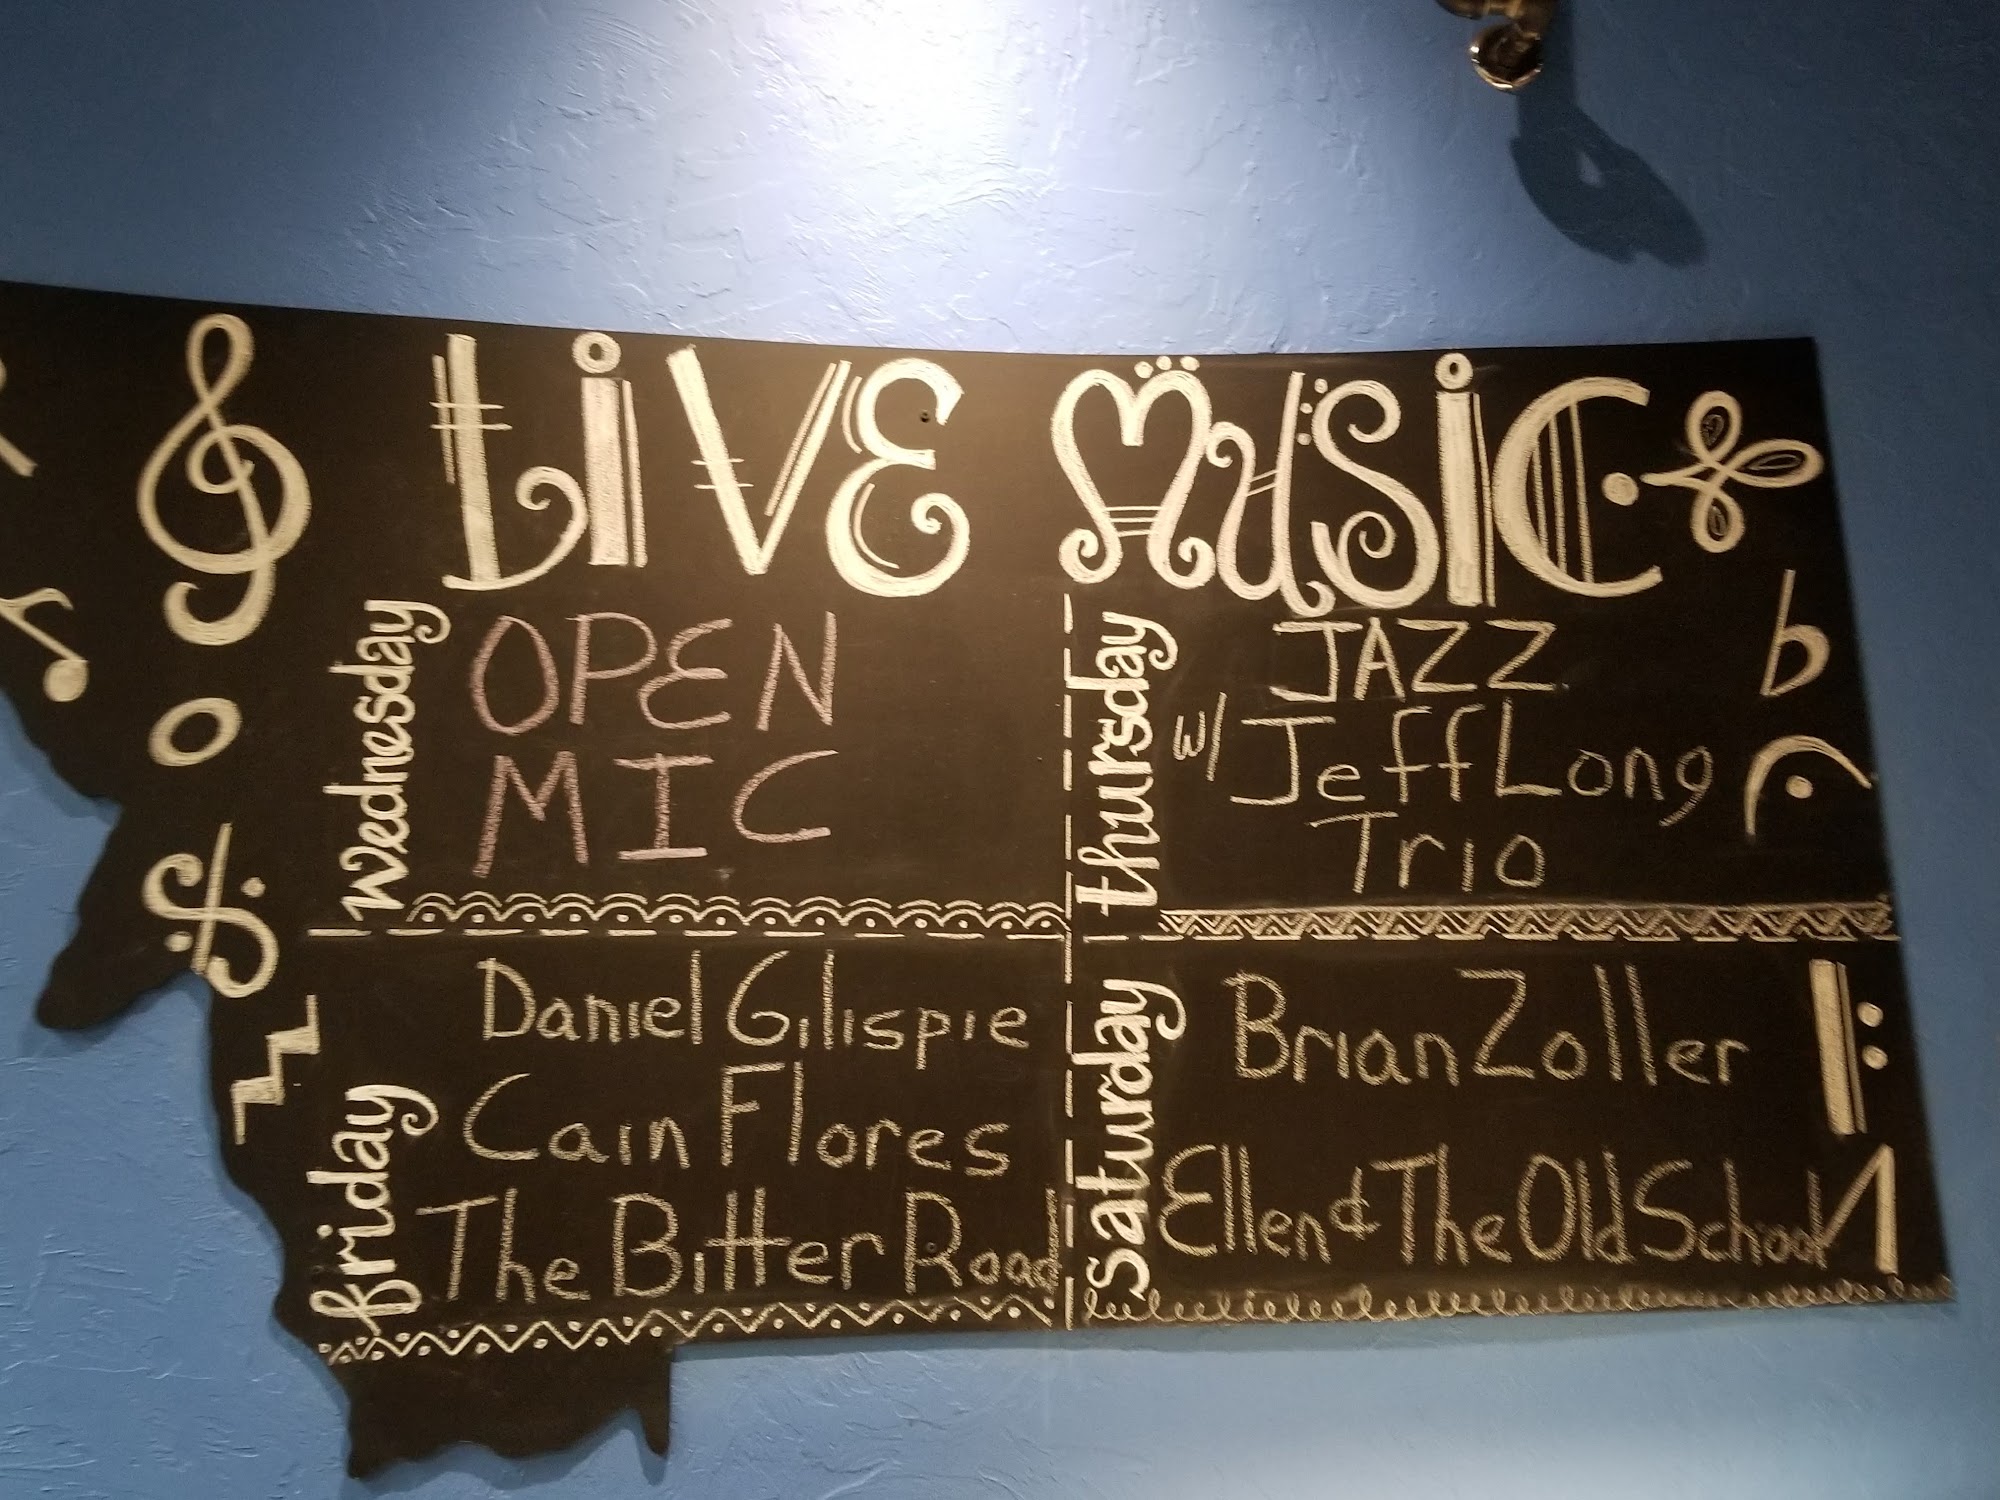 LiVE MUSiC
Wednesday
OPEN
MIC
Thursday
JAZZ
w/ Jeff Long
Trio
Friday
Daniel Gilispie
Cain Flores
The Bitter Road
Saturday
Brian Zoller
Ellen & The Old School